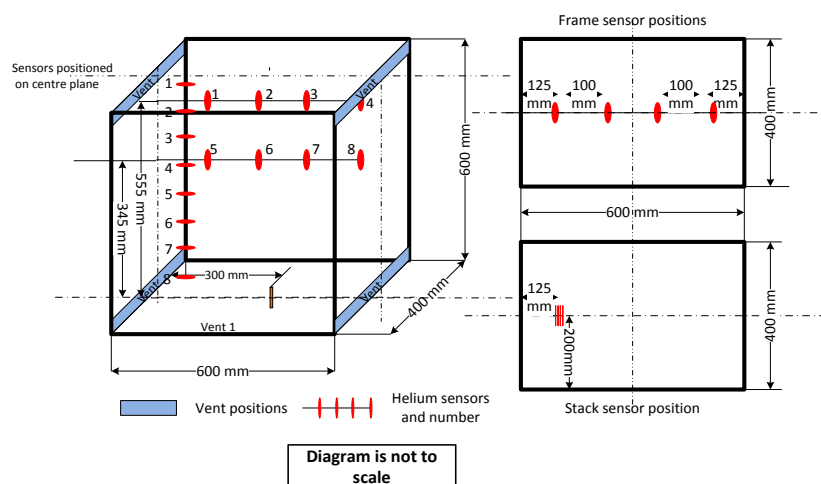 Frame sensor positions
Sensors positioned
on centre plane
Vent
Vent
1
2
3
4
5
6
7
8
1
2
3
4
5
6
7
8
555 mm
345 mm
600 mm
300 mm
Vent
Vent
Vent 1
400 mm
600 mm
125
mm
100
mm
100
mm
125
mm
400 mm
600 mm
125
mm
200mm
400 mm
Stack sensor position
Vent positions
Helium sensors
and number
Diagram is not to
scale